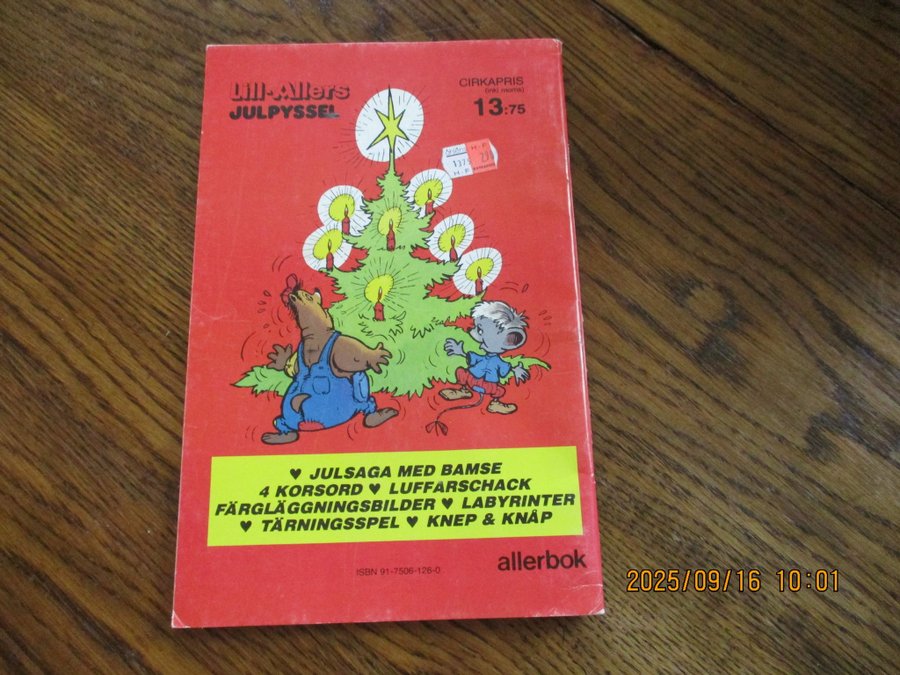 Lill-Allers
JULPYSSEL
CIRKAPRIS
(inkl moms)
13:75
H-F
1375
H-F
♥ JULSAGA MED BAMSE
4 KORSORD ♥ LUFFARSCHACK
FÄRGLÄGGNINGSBILDER ♥ LABYRINTER
♥ TÄRNINGSSPEL ♥ KNEP & KNÅP
allerbok
ISBN 91-7506-126-0
2025/09/16 10:01